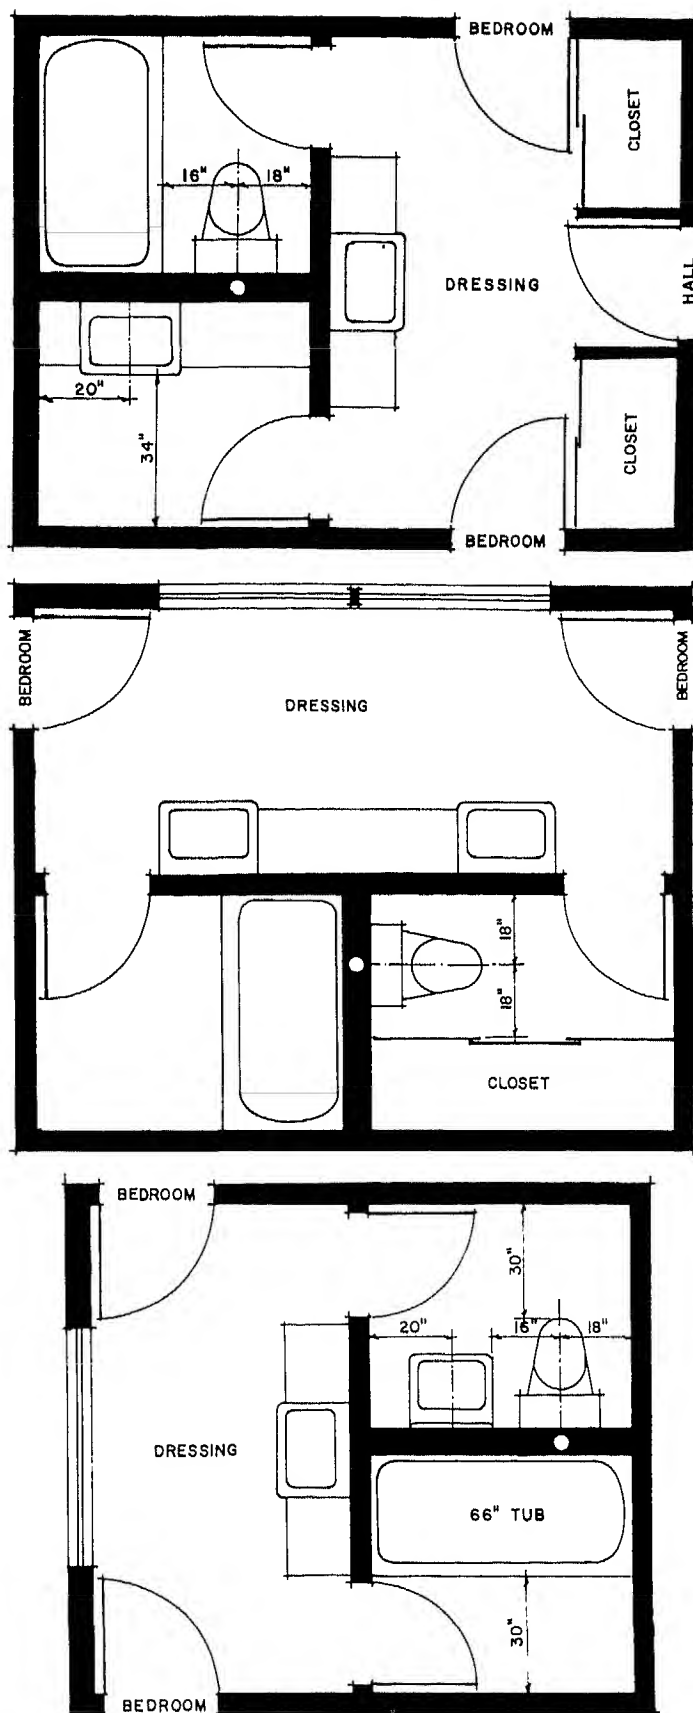 BEDROOM
CLOSET
16" 18"
DRESSING
HALL
20"
34"
CLOSET
BEDROOM
BEDROOM
BEDROOM
DRESSING
18"
18"
CLOSET
BEDROOM
30"
20" 16" 18"
DRESSING
66" TUB
30"
BEDROOM